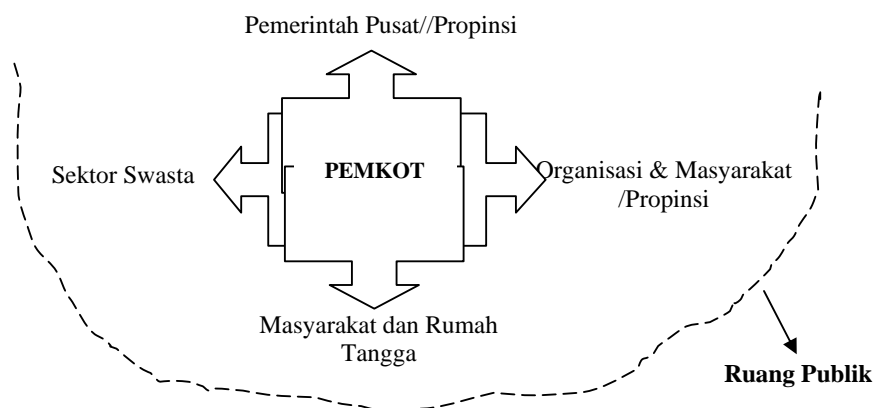 Pemerintah Pusat//Propinsi
Sektor Swasta
PEMKOT
Organisasi & Masyarakat
/Propinsi
Masyarakat dan Rumah
Tangga
Ruang Publik